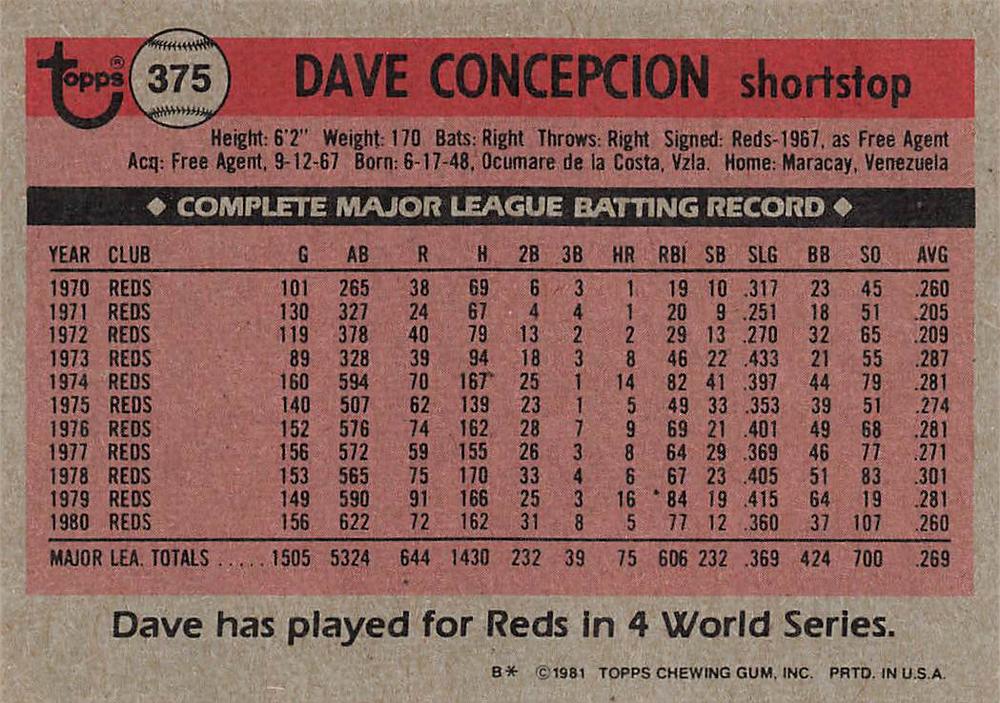 Topps® 375 DAVE CONCEPCION shortstop
Height: 6'2" Weight: 170 Bats: Right Throws: Right Signed: Reds-1967, as Free Agent
Acq: Free Agent, 9-12-67 Born: 6-17-48, Ocumare de la Costa, Vzla. Home: Maracay, Venezuela
◆ COMPLETE MAJOR LEAGUE BATTING RECORD ◆
YEAR CLUB G AB R H 2B 3B HR RBI SB SLG BB SO AVG
1970 REDS 101 265 38 69 6 3 1 19 10 .317 23 45 .260
1971 REDS 130 327 24 67 4 4 1 20 9 .251 18 51 .205
1972 REDS 119 378 40 79 13 2 2 29 13 .270 32 65 .209
1973 REDS 89 328 39 94 18 3 8 46 22 .433 21 55 .287
1974 REDS 160 594 70 167 25 1 14 82 41 .397 44 79 .281
1975 REDS 140 507 62 139 23 1 5 49 33 .353 39 51 .274
1976 REDS 152 576 74 162 28 7 9 69 21 .401 49 68 .281
1977 REDS 156 572 59 155 26 3 8 64 29 .369 46 77 .271
1978 REDS 153 565 75 170 33 4 6 67 23 .405 51 83 .301
1979 REDS 149 590 91 166 25 3 16 84 19 .415 64 19 .281
1980 REDS 156 622 72 162 31 8 5 77 12 .360 37 107 .260
MAJOR LEA. TOTALS ..... 1505 5324 644 1430 232 39 75 606 232 .369 424 700 .269
Dave has played for Reds in 4 World Series.
B* ©1981 TOPPS CHEWING GUM, INC. PRTD. IN U.S.A.